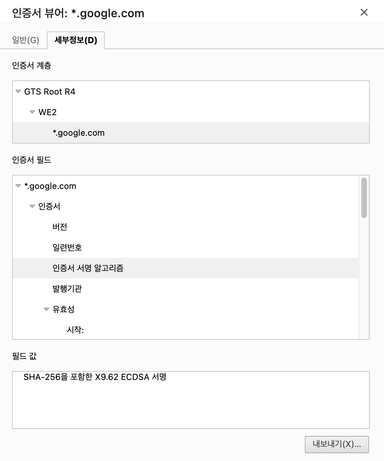 인증서 뷰어: *.google.com
일반(G) 세부정보(D)
인증서 계층
GTS Root R4
WE2
*.google.com
인증서 필드
*.google.com
인증서
버전
일련번호
인증서 서명 알고리즘
발행기관
유효성
시작:
필드 값
SHA-256을 포함한 X9.62 ECDSA 서명
내보내기(X)...